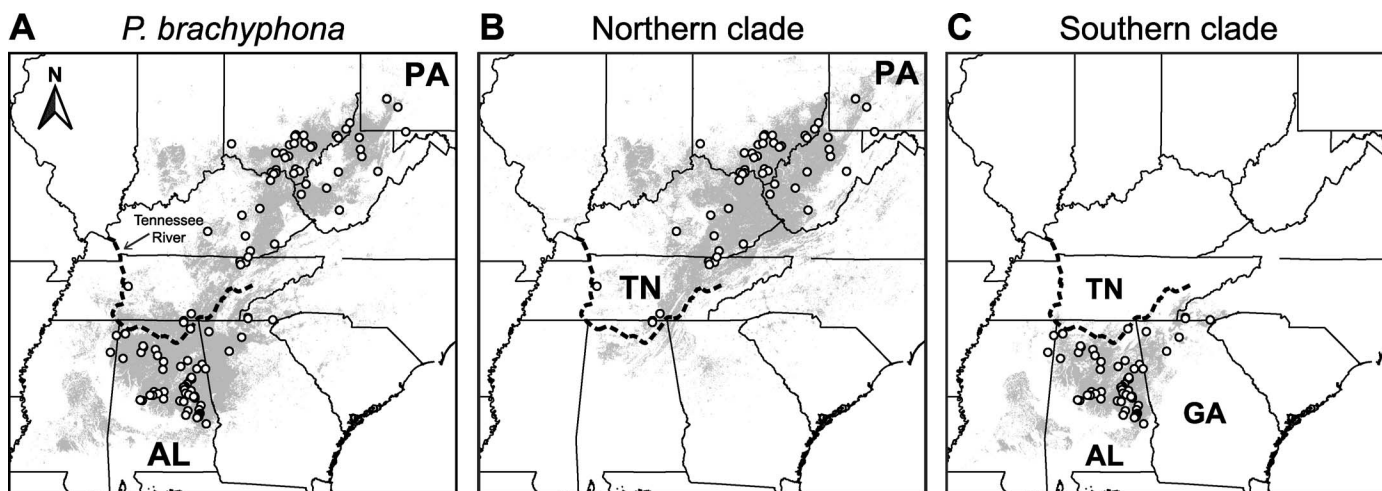 A P. brachyphona
N
PA
Tennessee
River
AL
B Northern clade
PA
TN
C Southern clade
TN
GA
AL